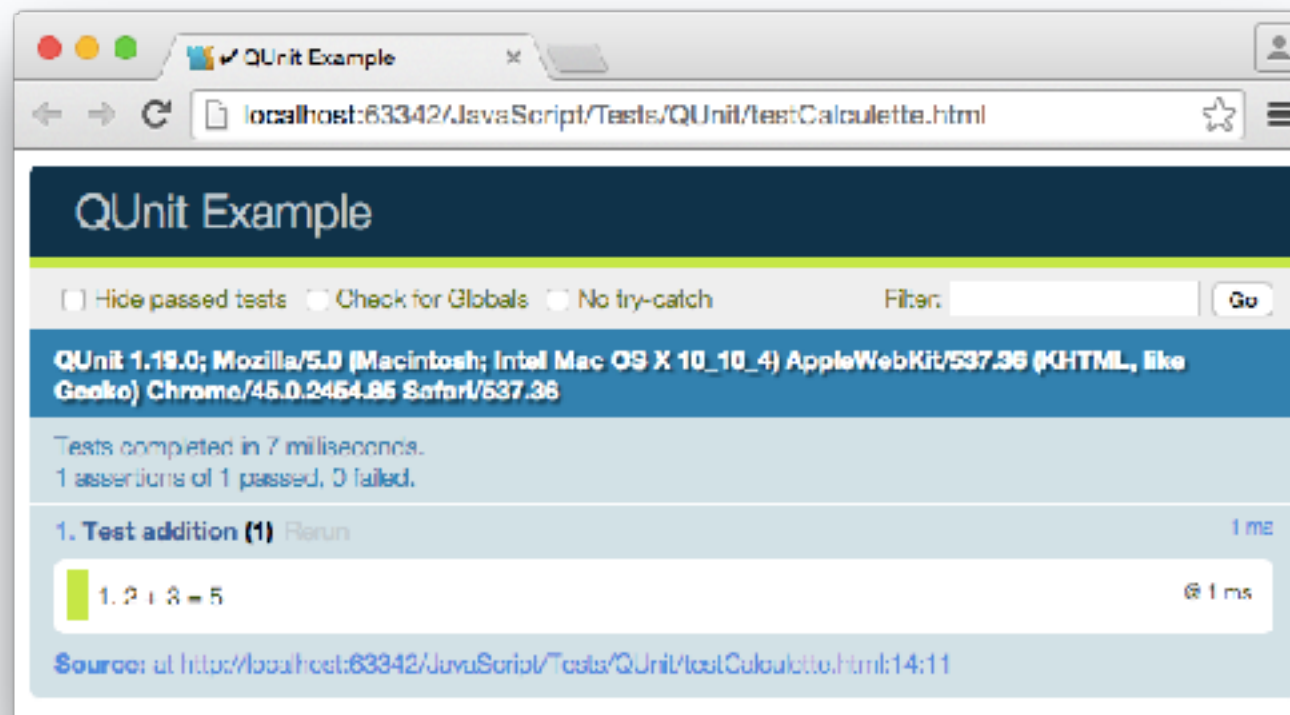 ✔ QUnit Example
localhost:63342/JavaScript/Tests/QUnit/testCalculette.html
QUnit Example
Hide passed tests Check for Globals No try-catch Filter: Go
QUnit 1.19.0; Mozilla/5.0 (Macintosh; Intel Mac OS X 10_10_4) AppleWebKit/537.36 (KHTML, like
Gecko) Chrome/45.0.2454.85 Safari/537.36
Tests completed in 7 milliseconds.
1 assertions of 1 passed, 0 failed.
1. Test addition (1) Rerun 1 ms
1. 2 + 3 = 5 @ 1 ms
Source: at http://localhost:63342/JavaScript/Tests/QUnit/testCalculette.html:14:11